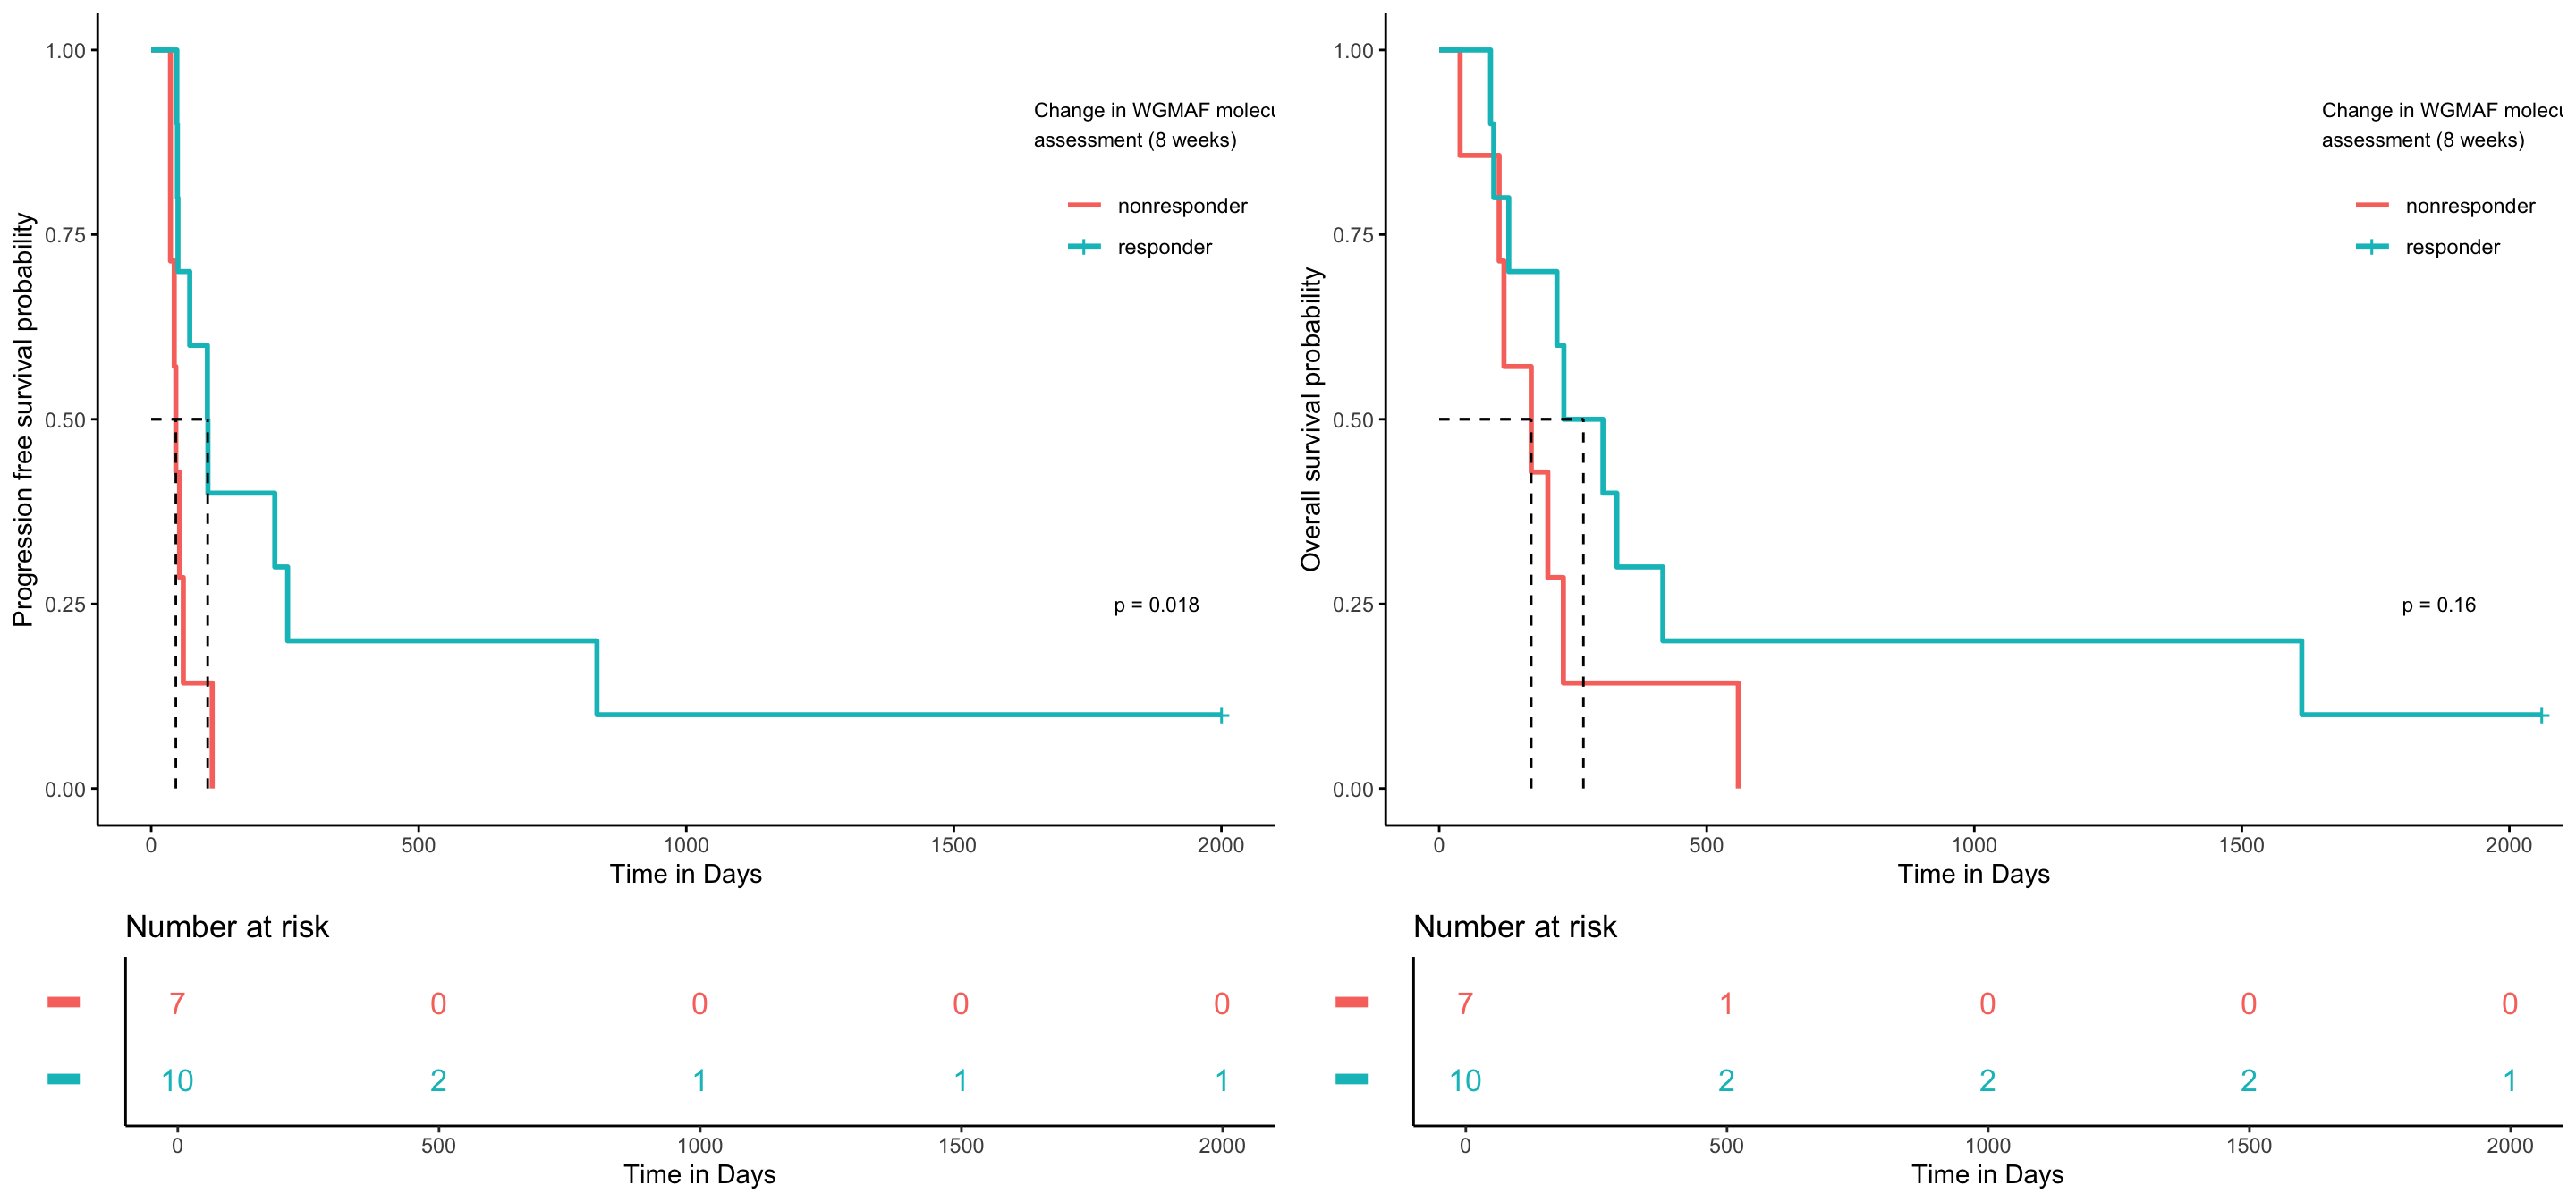 1.00
0.75
0.50
0.25
0.00
Progression free survival probability
Change in WGMAF molecu
assessment (8 weeks)
nonresponder
responder
p = 0.018
0 500 1000 1500 2000
Time in Days
Number at risk
7 0 0 0 0
10 2 1 1 1
0 500 1000 1500 2000
Time in Days
1.00
0.75
0.50
0.25
0.00
Overall survival probability
Change in WGMAF molecu
assessment (8 weeks)
nonresponder
responder
p = 0.16
0 500 1000 1500 2000
Time in Days
Number at risk
7 1 0 0 0
10 2 2 2 1
0 500 1000 1500 2000
Time in Days